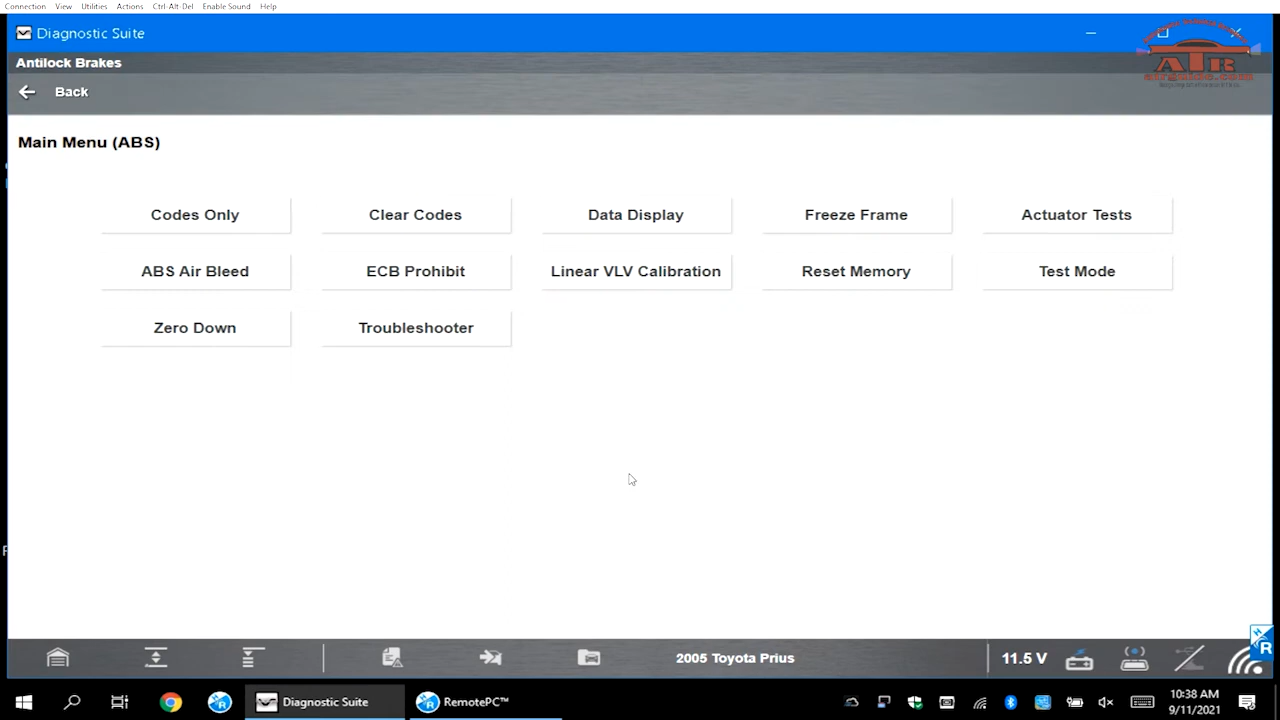 Connection View Utilities Actions Ctrl-Alt-Del Enable Sound Help
Diagnostic Suite
Antilock Brakes
Back
ATR
atrguide.com
Main Menu (ABS)
Codes Only Clear Codes Data Display Freeze Frame Actuator Tests
ABS Air Bleed ECB Prohibit Linear VLV Calibration Reset Memory Test Mode
Zero Down Troubleshooter
2005 Toyota Prius 11.5 V
R
Diagnostic Suite RemotePC™ 10:38 AM
9/11/2021